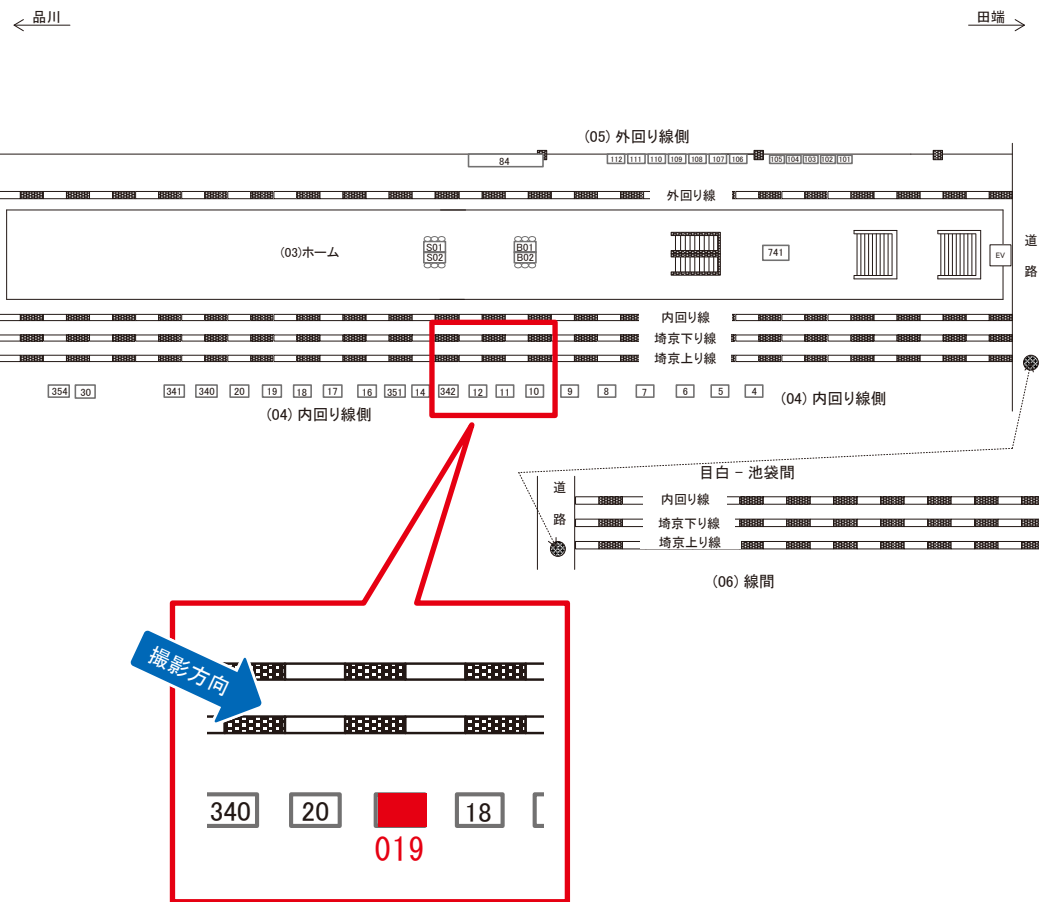 品川
田端
(05) 外回り線側
84
112 111 110 109 108 107 106 105 104 103 102 101
外回り線
(03)ホーム
S01
S02
B01
B02
741
EV
道路
内回り線
埼京下り線
埼京上り線
354 30 341 340 20 19 18 17 16 351 14 342 12 11 10 9 8 7 6 5 4
(04) 内回り線側
(04) 内回り線側
目白 - 池袋間
道路
内回り線
埼京下り線
埼京上り線
(06) 線間
撮影方向
340 20 18
019